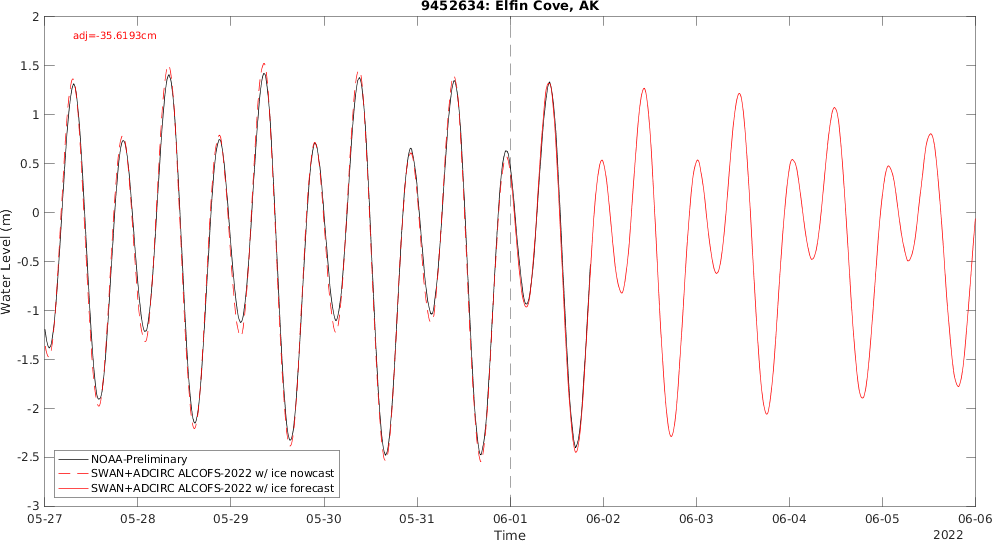 9452634: Elfin Cove, AK
adj=-35.6193cm
2
1.5
1
0.5
0
-0.5
-1
-1.5
-2
-2.5
-3
Water Level (m)
NOAA-Preliminary
SWAN+ADCIRC ALCOFS-2022 w/ ice nowcast
SWAN+ADCIRC ALCOFS-2022 w/ ice forecast
05-27 05-28 05-29 05-30 05-31 06-01 06-02 06-03 06-04 06-05 06-06
Time
2022